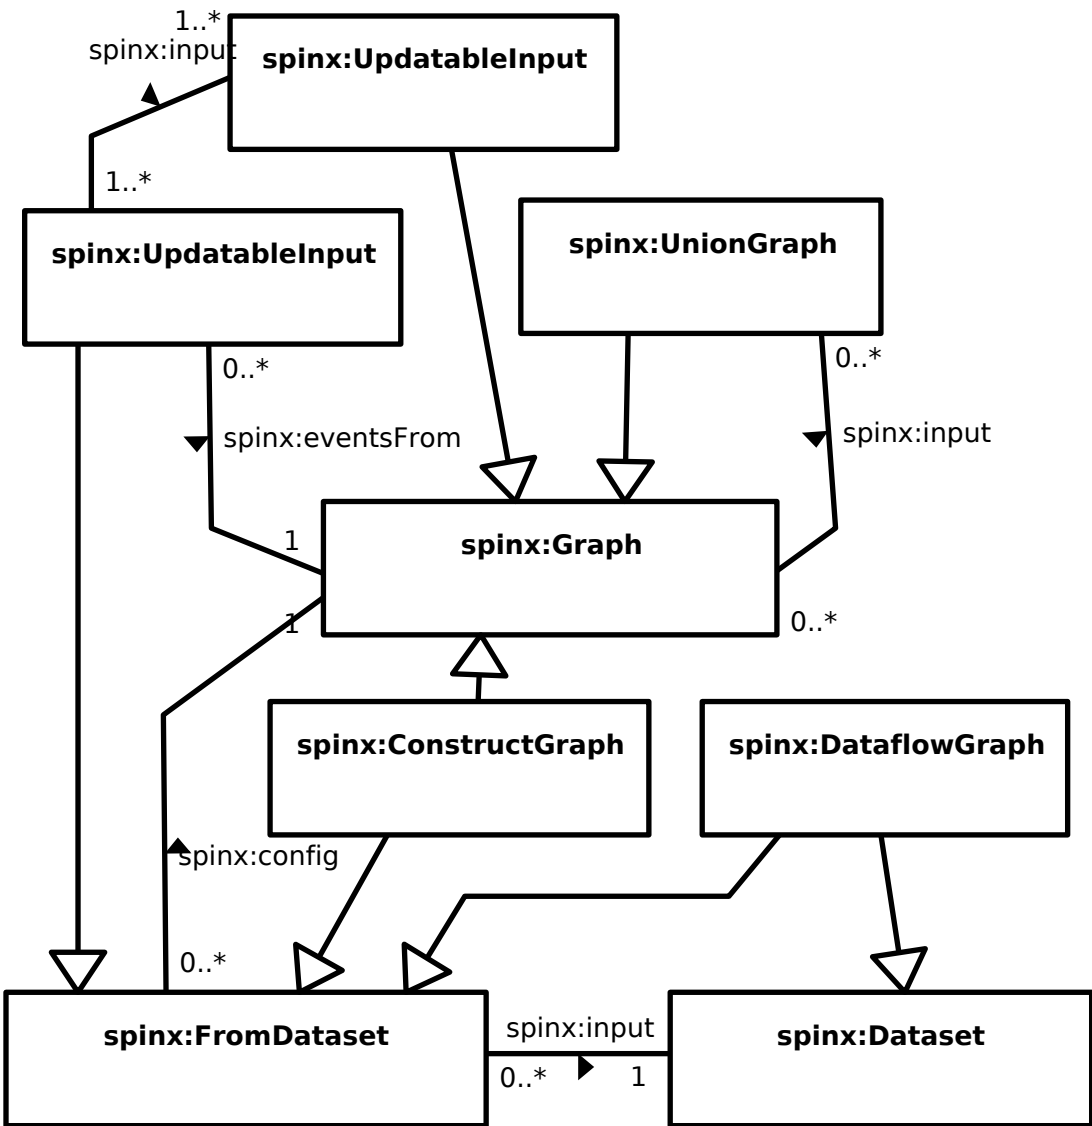 1..*
spinx:input
spinx:UpdatableInput
1..*
spinx:UpdatableInput
spinx:UnionGraph
0..*
0..*
spinx:eventsFrom
spinx:input
1
spinx:Graph
1
0..*
spinx:ConstructGraph
spinx:DataflowGraph
spinx:config
0..*
spinx:FromDataset
spinx:input
0..*
1
spinx:Dataset